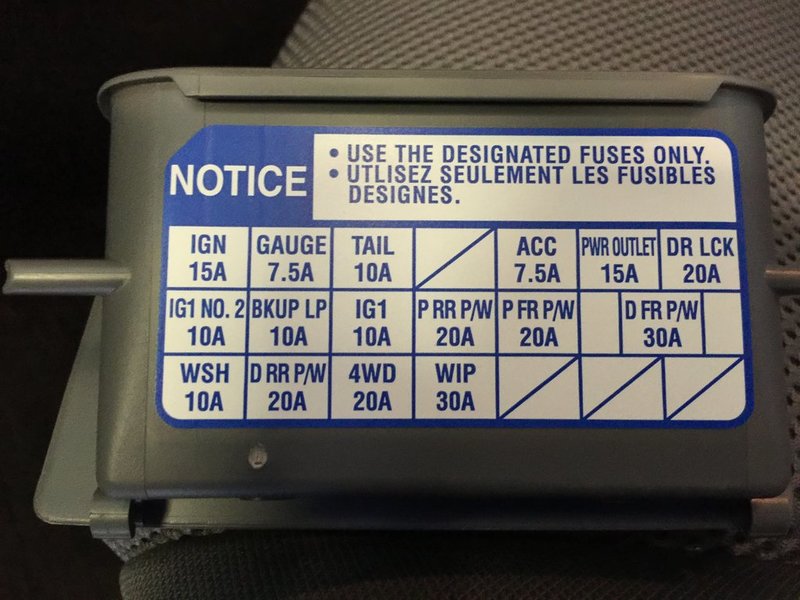 NOTICE
• USE THE DESIGNATED FUSES ONLY.
• UTLISEZ SEULEMENT LES FUSIBLES
DESIGNES.
IGN GAUGE TAIL ACC PWR OUTLET DR LCK
15A 7.5A 10A 7.5A 15A 20A
IG1 NO. 2 BKUP LP IG1 P RR P/W P FR P/W D FR P/W
10A 10A 10A 20A 20A 30A
WSH D RR P/W 4WD WIP
10A 20A 20A 30A